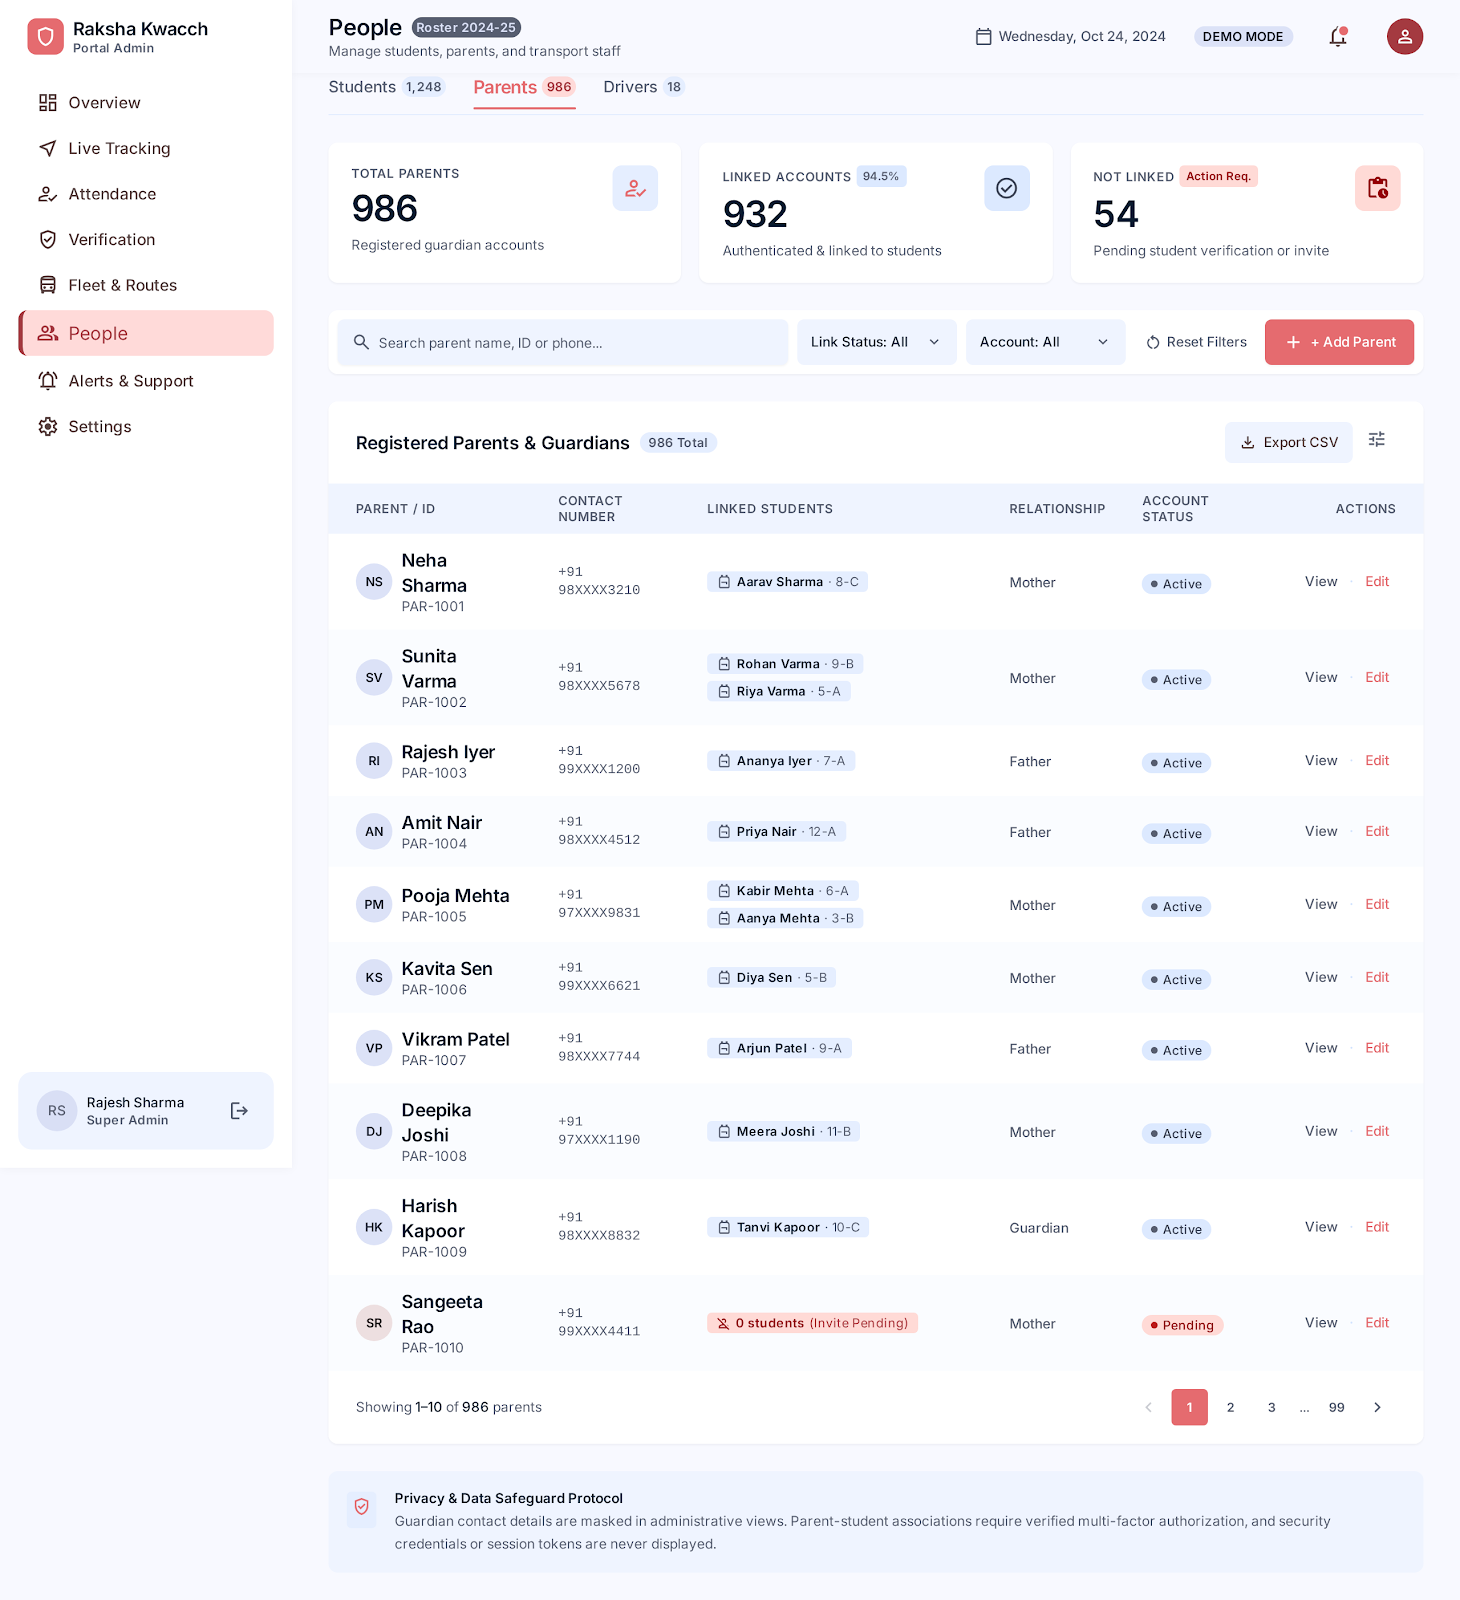 Raksha Kwacch
Portal Admin
Overview
Live Tracking
Attendance
Verification
Fleet & Routes
People
Alerts & Support
Settings
RS
Rajesh Sharma
Super Admin
People Roster 2024-25
Manage students, parents, and transport staff
Wednesday, Oct 24, 2024
DEMO MODE
Students 1,248
Parents 986
Drivers 18
TOTAL PARENTS
986
Registered guardian accounts
LINKED ACCOUNTS 94.5%
932
Authenticated & linked to students
NOT LINKED Action Req.
54
Pending student verification or invite
Search parent name, ID or phone...
Link Status: All
Account: All
Reset Filters
+ Add Parent
Registered Parents & Guardians 986 Total
Export CSV
PARENT / ID
CONTACT
NUMBER
LINKED STUDENTS
RELATIONSHIP
ACCOUNT
STATUS
ACTIONS
NS
Neha
Sharma
PAR-1001
+91
98XXXX3210
Aarav Sharma · 8-C
Mother
Active
View · Edit
SV
Sunita
Varma
PAR-1002
+91
98XXXX5678
Rohan Varma · 9-B
Riya Varma · 5-A
Mother
Active
View · Edit
RI
Rajesh Iyer
PAR-1003
+91
99XXXX1200
Ananya Iyer · 7-A
Father
Active
View · Edit
AN
Amit Nair
PAR-1004
+91
98XXXX4512
Priya Nair · 12-A
Father
Active
View · Edit
PM
Pooja Mehta
PAR-1005
+91
97XXXX9831
Kabir Mehta · 6-A
Aanya Mehta · 3-B
Mother
Active
View · Edit
KS
Kavita Sen
PAR-1006
+91
99XXXX6621
Diya Sen · 5-B
Mother
Active
View · Edit
VP
Vikram Patel
PAR-1007
+91
98XXXX7744
Arjun Patel · 9-A
Father
Active
View · Edit
DJ
Deepika
Joshi
PAR-1008
+91
97XXXX1190
Meera Joshi · 11-B
Mother
Active
View · Edit
HK
Harish
Kapoor
PAR-1009
+91
98XXXX8832
Tanvi Kapoor · 10-C
Guardian
Active
View · Edit
SR
Sangeeta
Rao
PAR-1010
+91
99XXXX4411
0 students (Invite Pending)
Mother
Pending
View · Edit
Showing 1–10 of 986 parents
1 2 3 ... 99
Privacy & Data Safeguard Protocol
Guardian contact details are masked in administrative views. Parent-student associations require verified multi-factor authorization, and security
credentials or session tokens are never displayed.